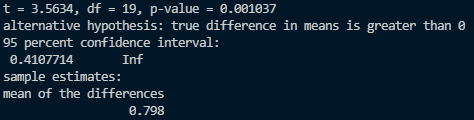 t = 3.5634, df = 19, p-value = 0.001037
alternative hypothesis: true difference in means is greater than 0
95 percent confidence interval:
 0.4107714       Inf
sample estimates:
mean of the differences
                  0.798